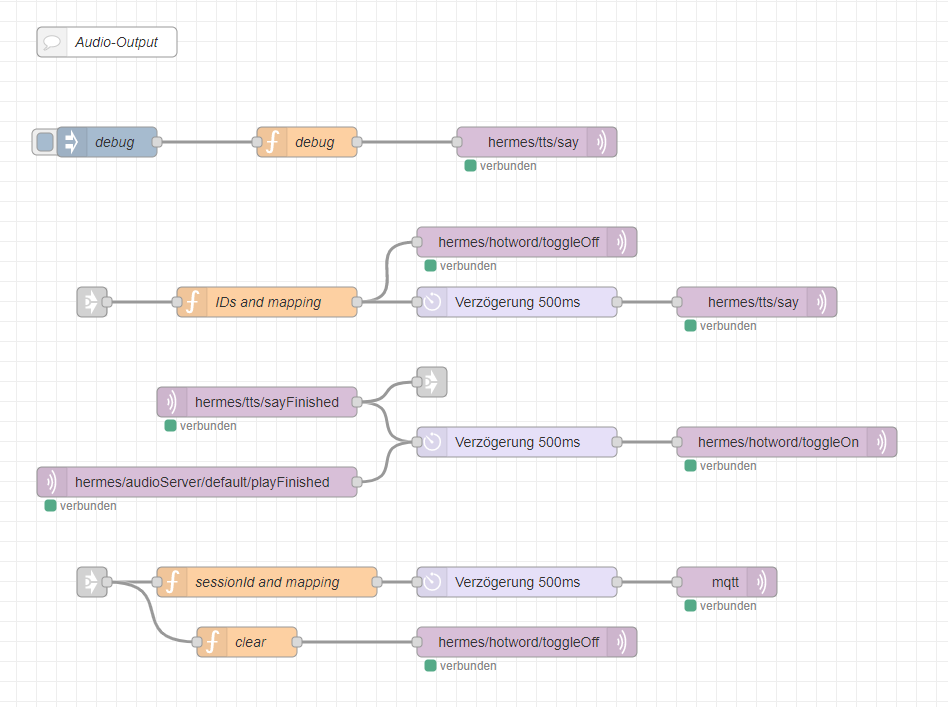 Audio-Output
debug
debug
hermes/tts/say
verbunden
hermes/hotword/toggleOff
verbunden
IDs and mapping
Verzögerung 500ms
hermes/tts/say
verbunden
hermes/tts/sayFinished
verbunden
Verzögerung 500ms
hermes/hotword/toggleOn
verbunden
hermes/audioServer/default/playFinished
verbunden
sessionId and mapping
Verzögerung 500ms
mqtt
verbunden
clear
hermes/hotword/toggleOff
verbunden